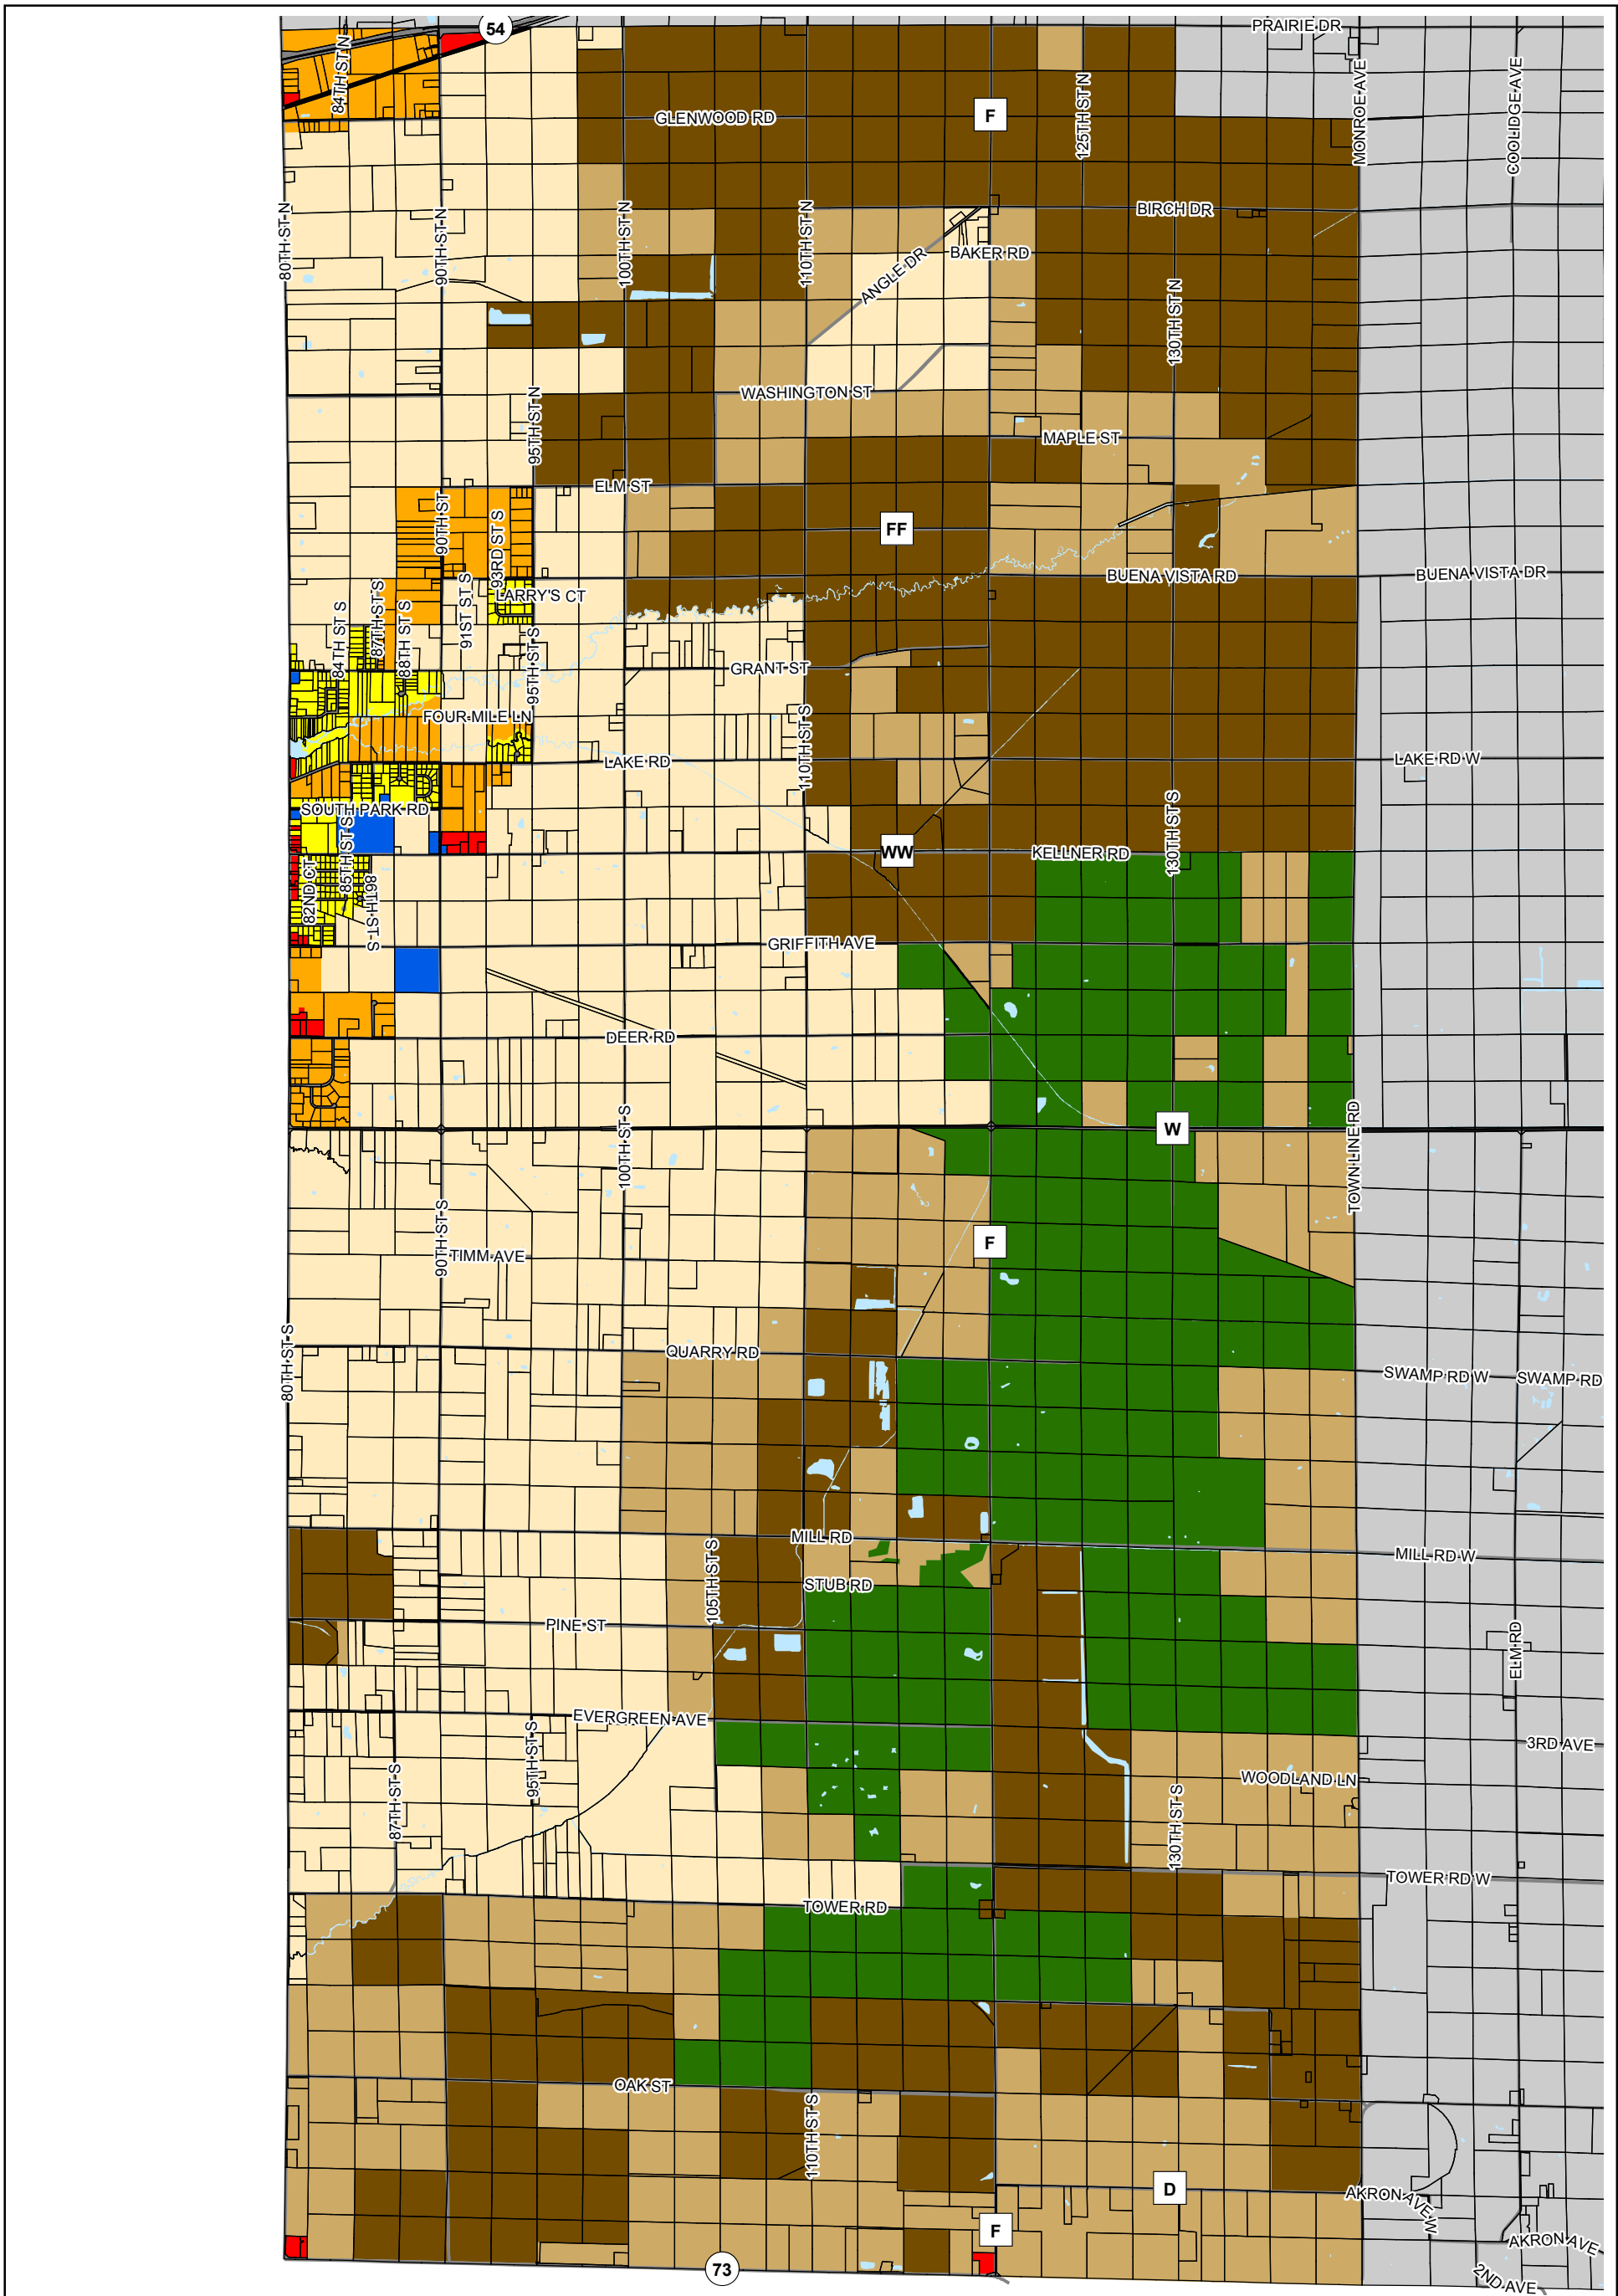 54
PRAIRIE DR
84TH ST N
MONROE AVE
COOLIDGE AVE
125TH ST N
F
GLENWOOD RD
80TH ST N
90TH ST N
100TH ST N
110TH ST N
BIRCH DR
BAKER RD
ANGLE DR
130TH ST N
WASHINGTON ST
95TH ST N
MAPLE ST
ELM ST
90TH ST
93RD ST S
FF
BUENA VISTA RD
BUENA VISTA DR
LARRY'S CT
91ST ST S
87TH ST S
84TH ST S
88TH ST S
95TH ST S
GRANT ST
FOUR MILE LN
110TH ST S
LAKE RD
LAKE RD W
SOUTH PARK RD
130TH ST S
85TH ST S
82ND CT
86TH ST S
WW
KELLNER RD
GRIFFITH AVE
DEER RD
100TH ST S
W
TOWN LINE RD
90TH ST S
TIMM AVE
F
80TH ST S
QUARRY RD
SWAMP RD W
SWAMP RD
MILL RD
MILL RD W
105TH ST S
STUB RD
PINE ST
ELM RD
EVERGREEN AVE
95TH ST S
87TH ST S
3RD AVE
WOODLAND LN
130TH ST S
TOWER RD
TOWER RD W
OAK ST
110TH ST S
D
AKRON AVE W
F
AKRON AVE
73
2ND AVE